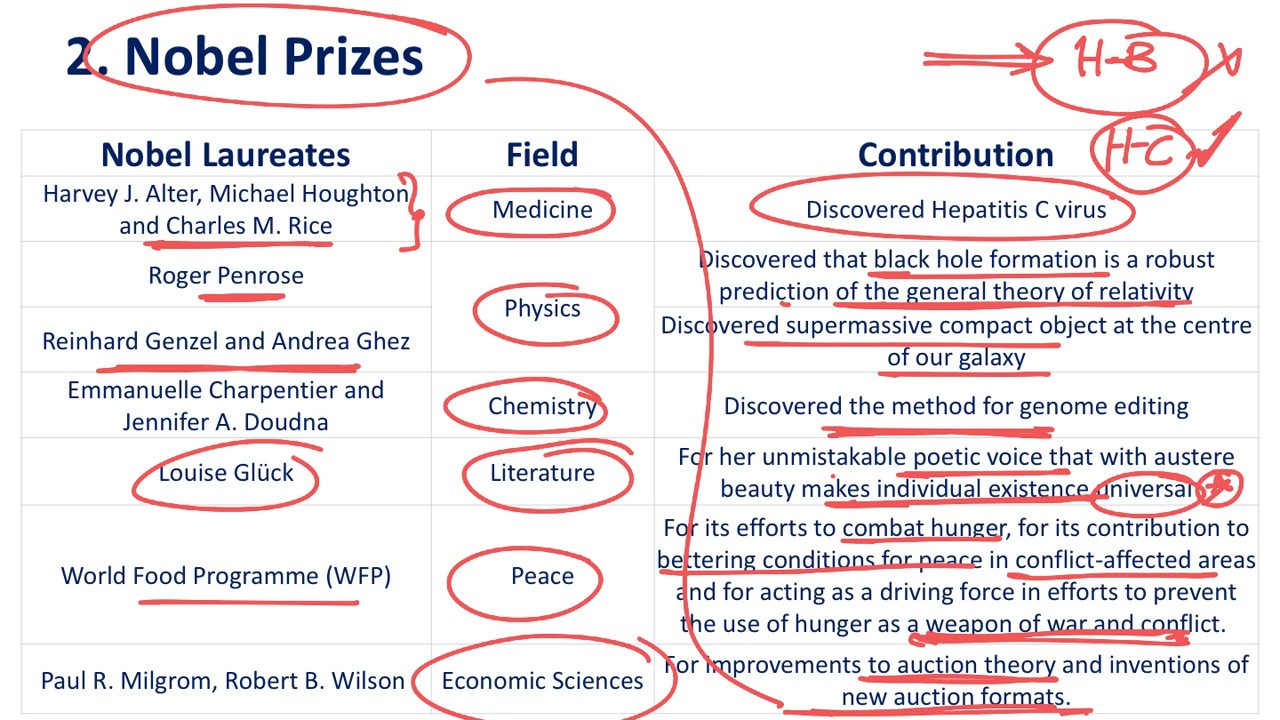 2. Nobel Prizes
H-B
H-C
Nobel Laureates
Field
Contribution
Harvey J. Alter, Michael Houghton
and Charles M. Rice
Medicine
Discovered Hepatitis C virus
Roger Penrose
Physics
Discovered that black hole formation is a robust
prediction of the general theory of relativity
Reinhard Genzel and Andrea Ghez
Discovered supermassive compact object at the centre
of our galaxy
Emmanuelle Charpentier and
Jennifer A. Doudna
Chemistry
Discovered the method for genome editing
Louise Glück
Literature
For her unmistakable poetic voice that with austere
beauty makes individual existence universal
World Food Programme (WFP)
Peace
For its efforts to combat hunger, for its contribution to
bettering conditions for peace in conflict-affected areas
and for acting as a driving force in efforts to prevent
the use of hunger as a weapon of war and conflict.
Paul R. Milgrom, Robert B. Wilson
Economic Sciences
For improvements to auction theory and inventions of
new auction formats.